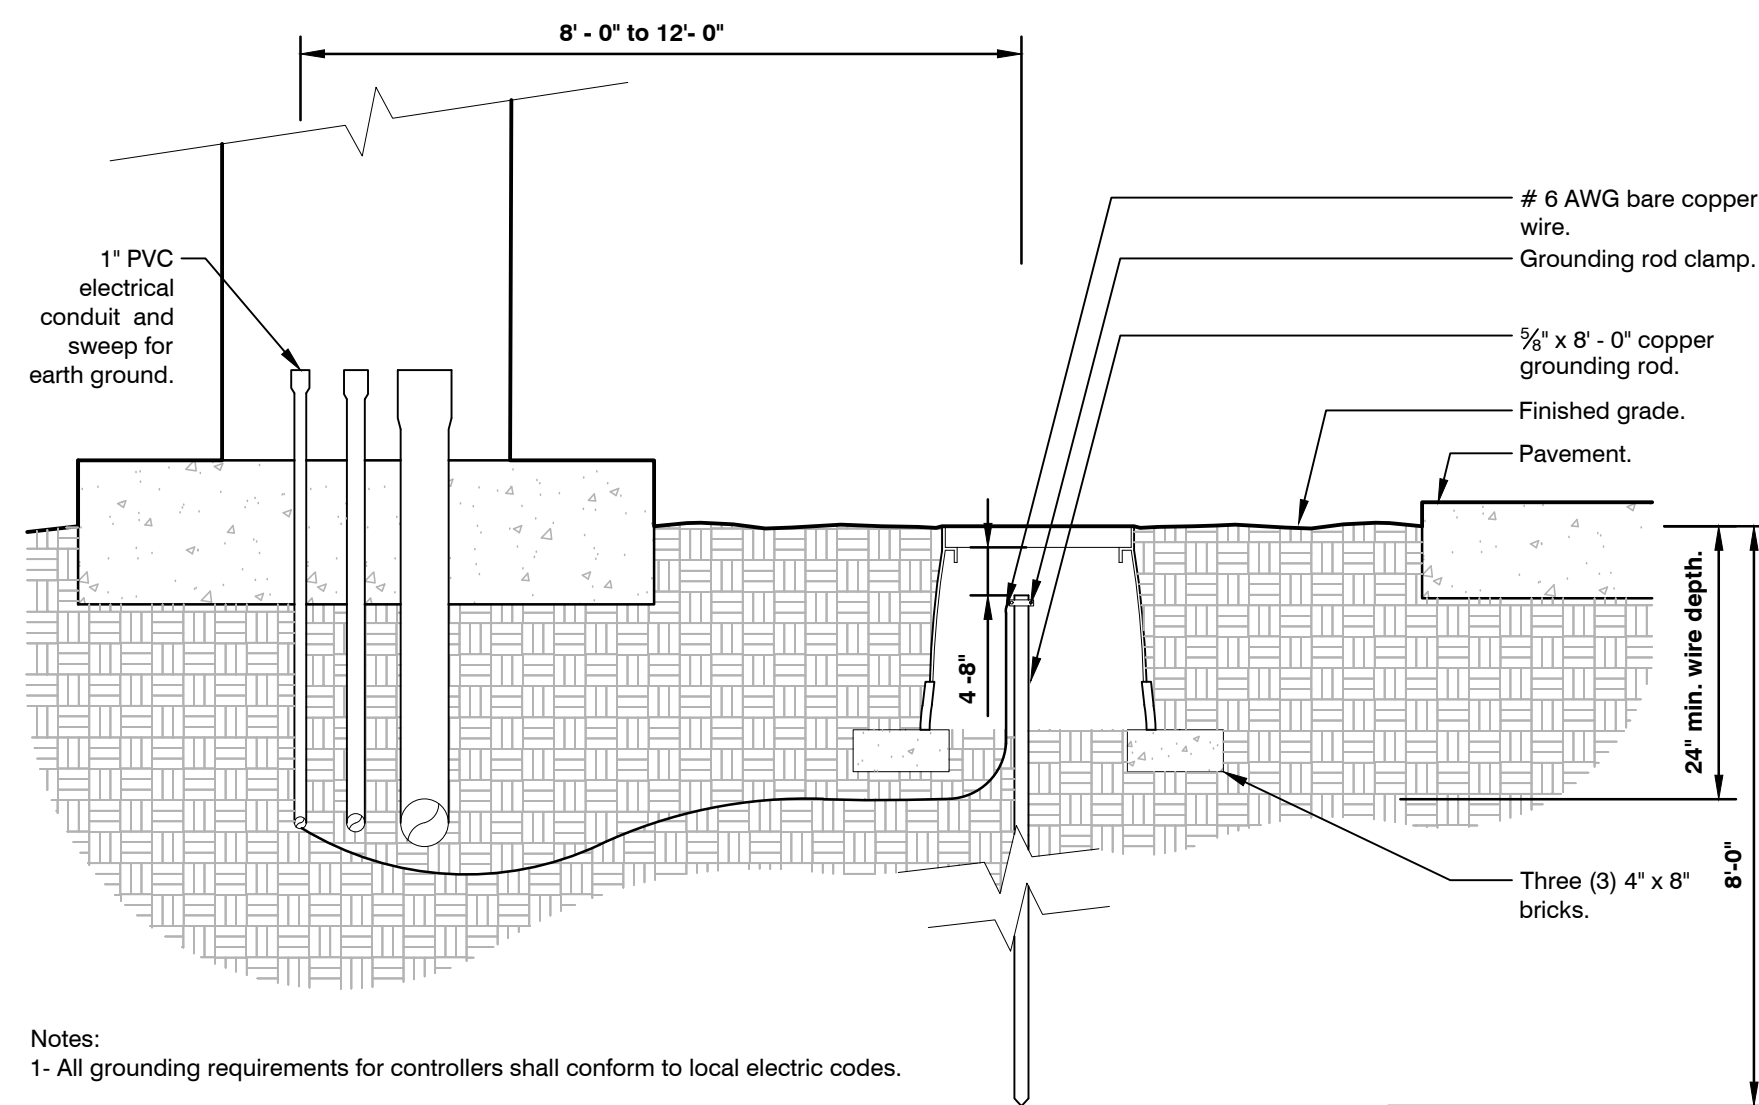 8' - 0" to 12'- 0"
# 6 AWG bare copper
wire.
Grounding rod clamp.
1" PVC
electrical
conduit and
sweep for
earth ground.
⅝" x 8' - 0" copper
grounding rod.
Finished grade.
Pavement.
24" min. wire depth.
4 -8"
8'-0"
Three (3) 4" x 8"
bricks.
Notes:
1- All grounding requirements for controllers shall conform to local electric codes.